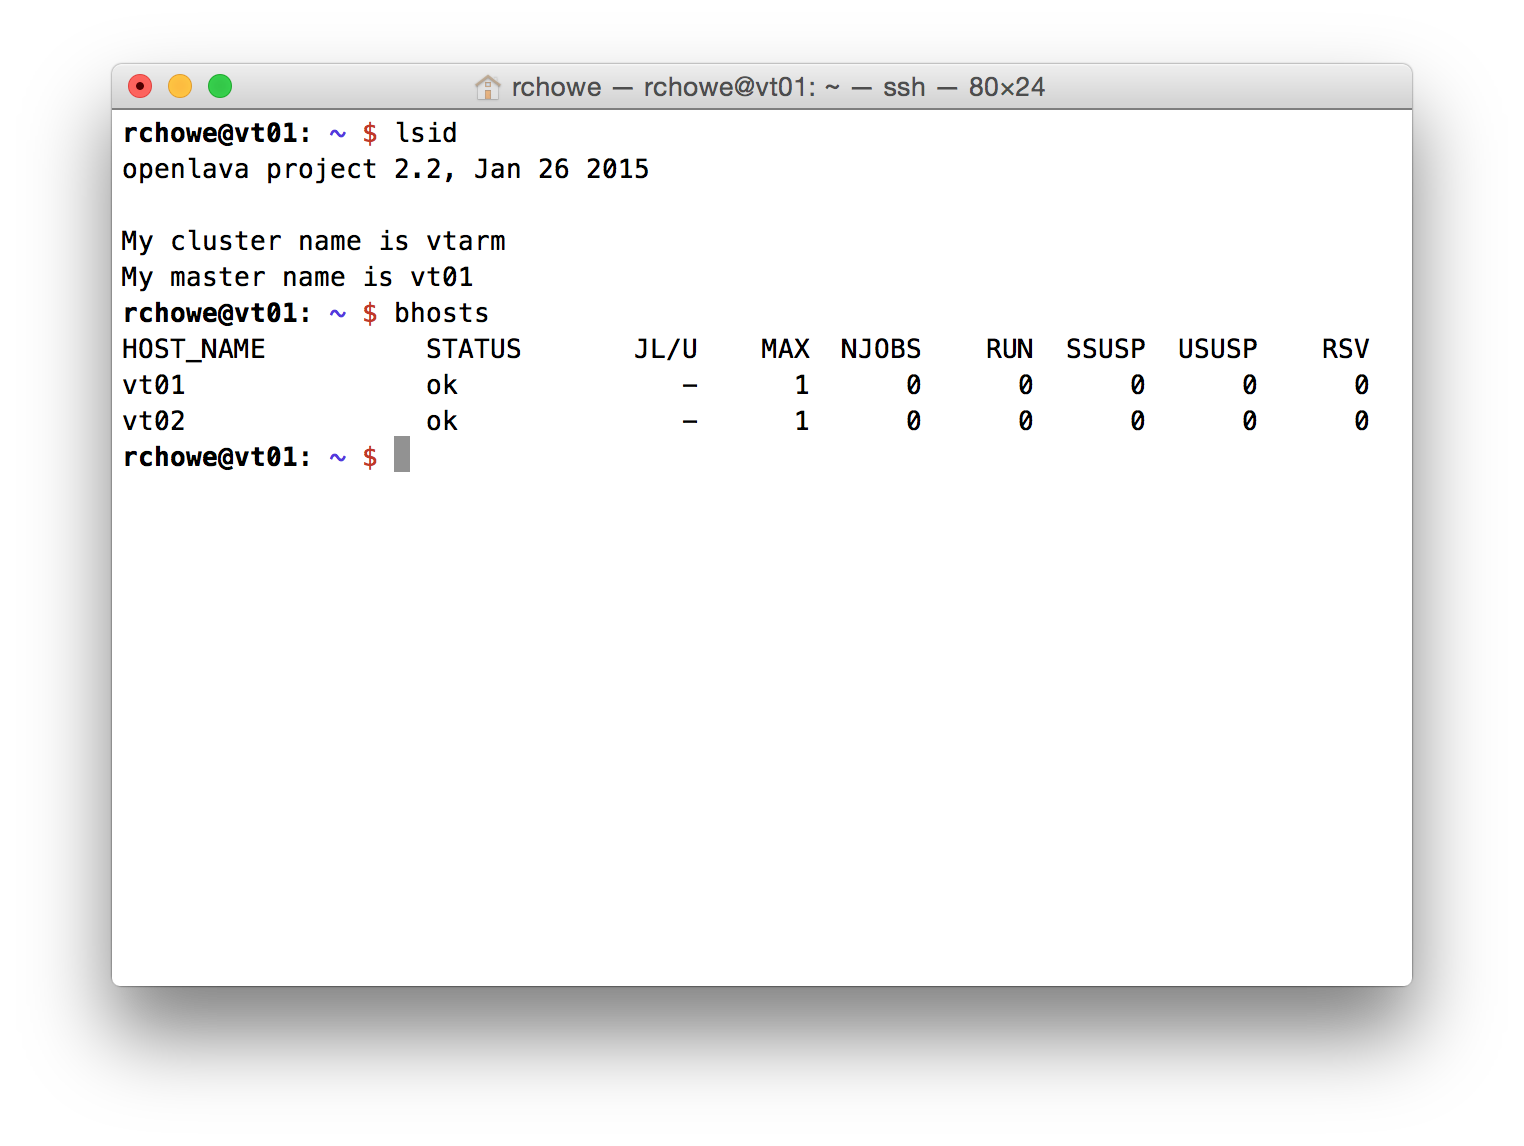 rchowe — rchowe@vt01: ~ — ssh — 80×24
rchowe@vt01: ~ $ lsid
openlava project 2.2, Jan 26 2015
My cluster name is vtarm
My master name is vt01
rchowe@vt01: ~ $ bhosts
HOST_NAME          STATUS       JL/U    MAX  NJOBS    RUN  SSUSP  USUSP    RSV
vt01               ok              -      1      0      0      0      0      0
vt02               ok              -      1      0      0      0      0      0
rchowe@vt01: ~ $